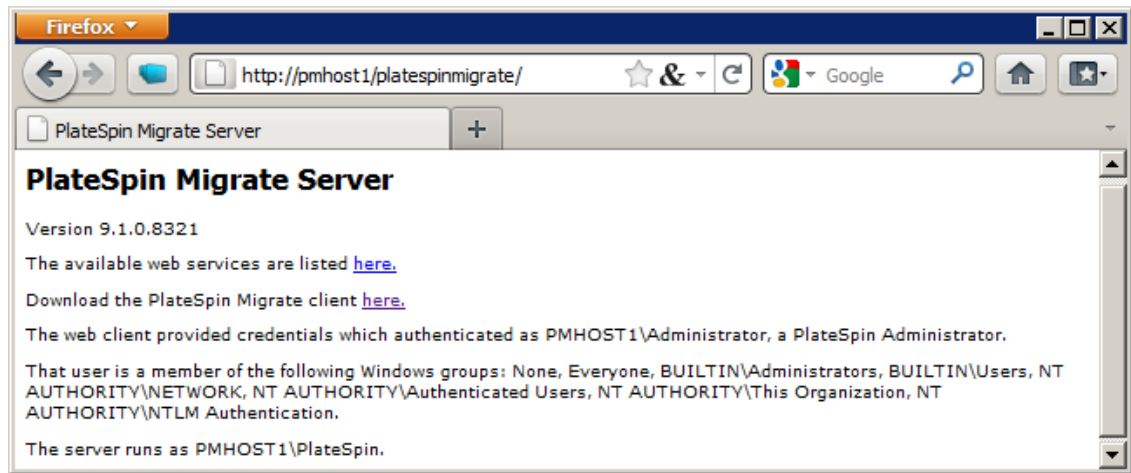 Firefox
http://pmhost1/platespinmigrate/
& Google
PlateSpin Migrate Server
PlateSpin Migrate Server
Version 9.1.0.8321
The available web services are listed here.
Download the PlateSpin Migrate client here.
The web client provided credentials which authenticated as PMHOST1\Administrator, a PlateSpin Administrator.
That user is a member of the following Windows groups: None, Everyone, BUILTIN\Administrators, BUILTIN\Users, NT
AUTHORITY\NETWORK, NT AUTHORITY\Authenticated Users, NT AUTHORITY\This Organization, NT
AUTHORITY\NTLM Authentication.
The server runs as PMHOST1\PlateSpin.